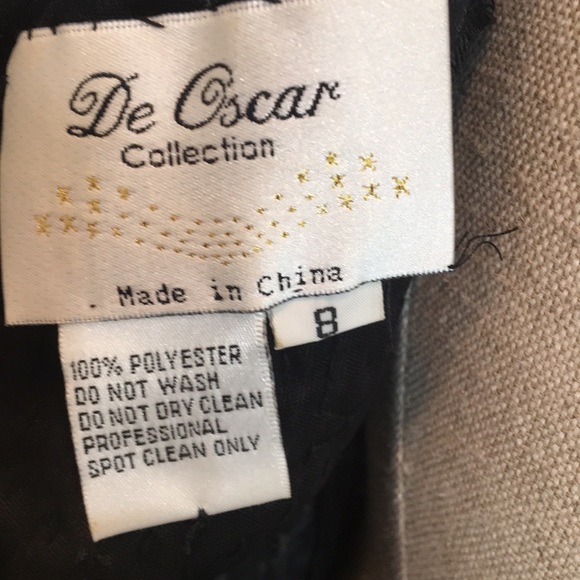 De Oscar
Collection
Made in China
8
100% POLYESTER
DO NOT WASH
DO NOT DRY CLEAN
PROFESSIONAL
SPOT CLEAN ONLY